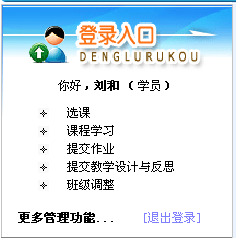 登录入口
DENGLURUKOU
你好，刘和 （ 学员 ）
选课
课程学习
提交作业
提交教学设计与反思
班级调整
更多管理功能... [退出登录]